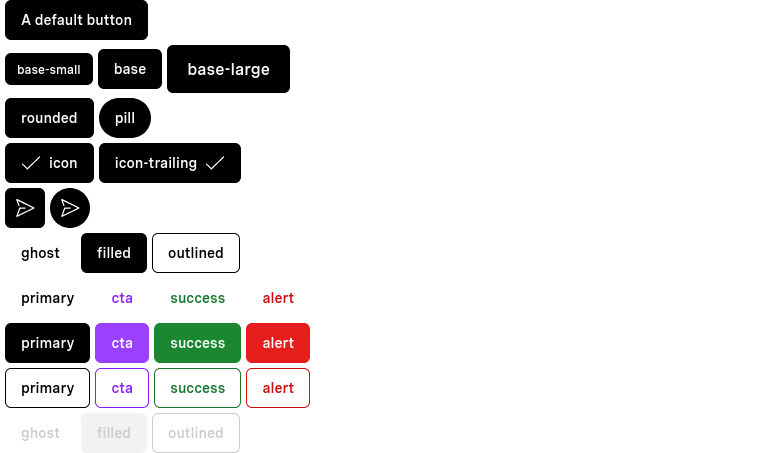 A default button
base-small base base-large
rounded pill
icon icon-trailing
ghost filled outlined
primary cta success alert
primary cta success alert
primary cta success alert
ghost filled outlined